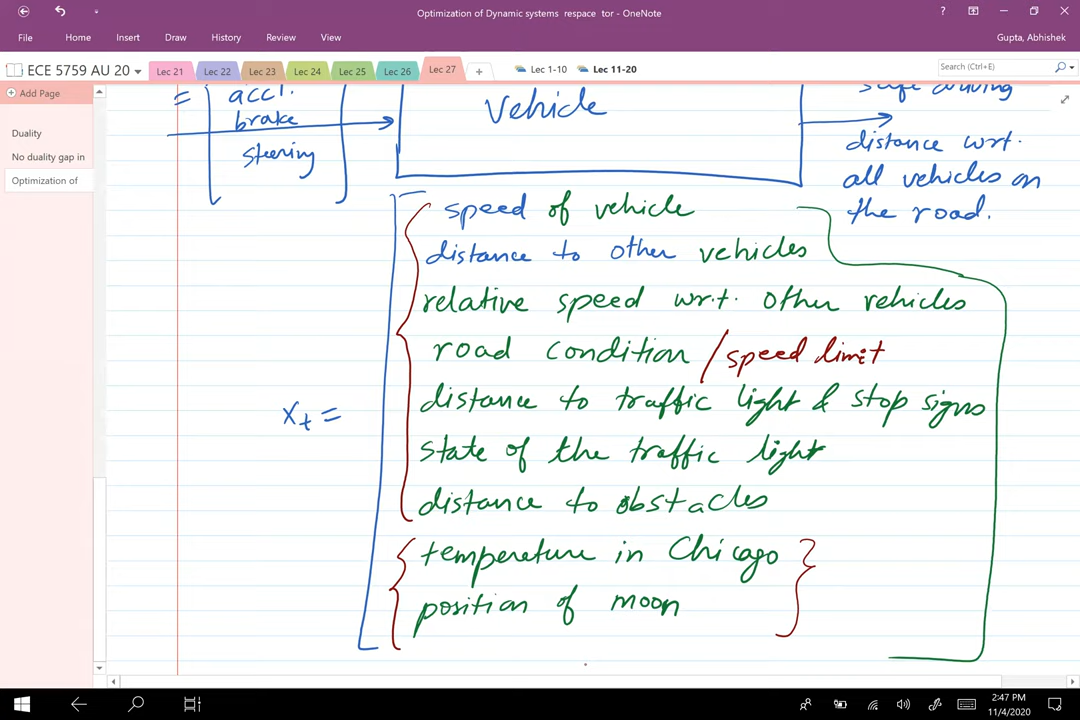 Optimization of Dynamic systems respace tor - OneNote
Gupta, Abhishek
File Home Insert Draw History Review View
ECE 5759 AU 20
Lec 21 Lec 22 Lec 23 Lec 24 Lec 25 Lec 26 Lec 27 + Lec 1-10 Lec 11-20
Search (Ctrl+E)
Add Page
Duality
No duality gap in
Optimization of
= accl.
brake
steering
Vehicle
safe driving
distance wrt.
all vehicles on
the road.
x_t =
speed of vehicle
distance to other vehicles
relative speed wr.t. other vehicles
road condition / speed limit
distance to traffic light & stop signs
state of the traffic light
distance to obstacles
temperature in Chicago
position of moon
2:47 PM
11/4/2020